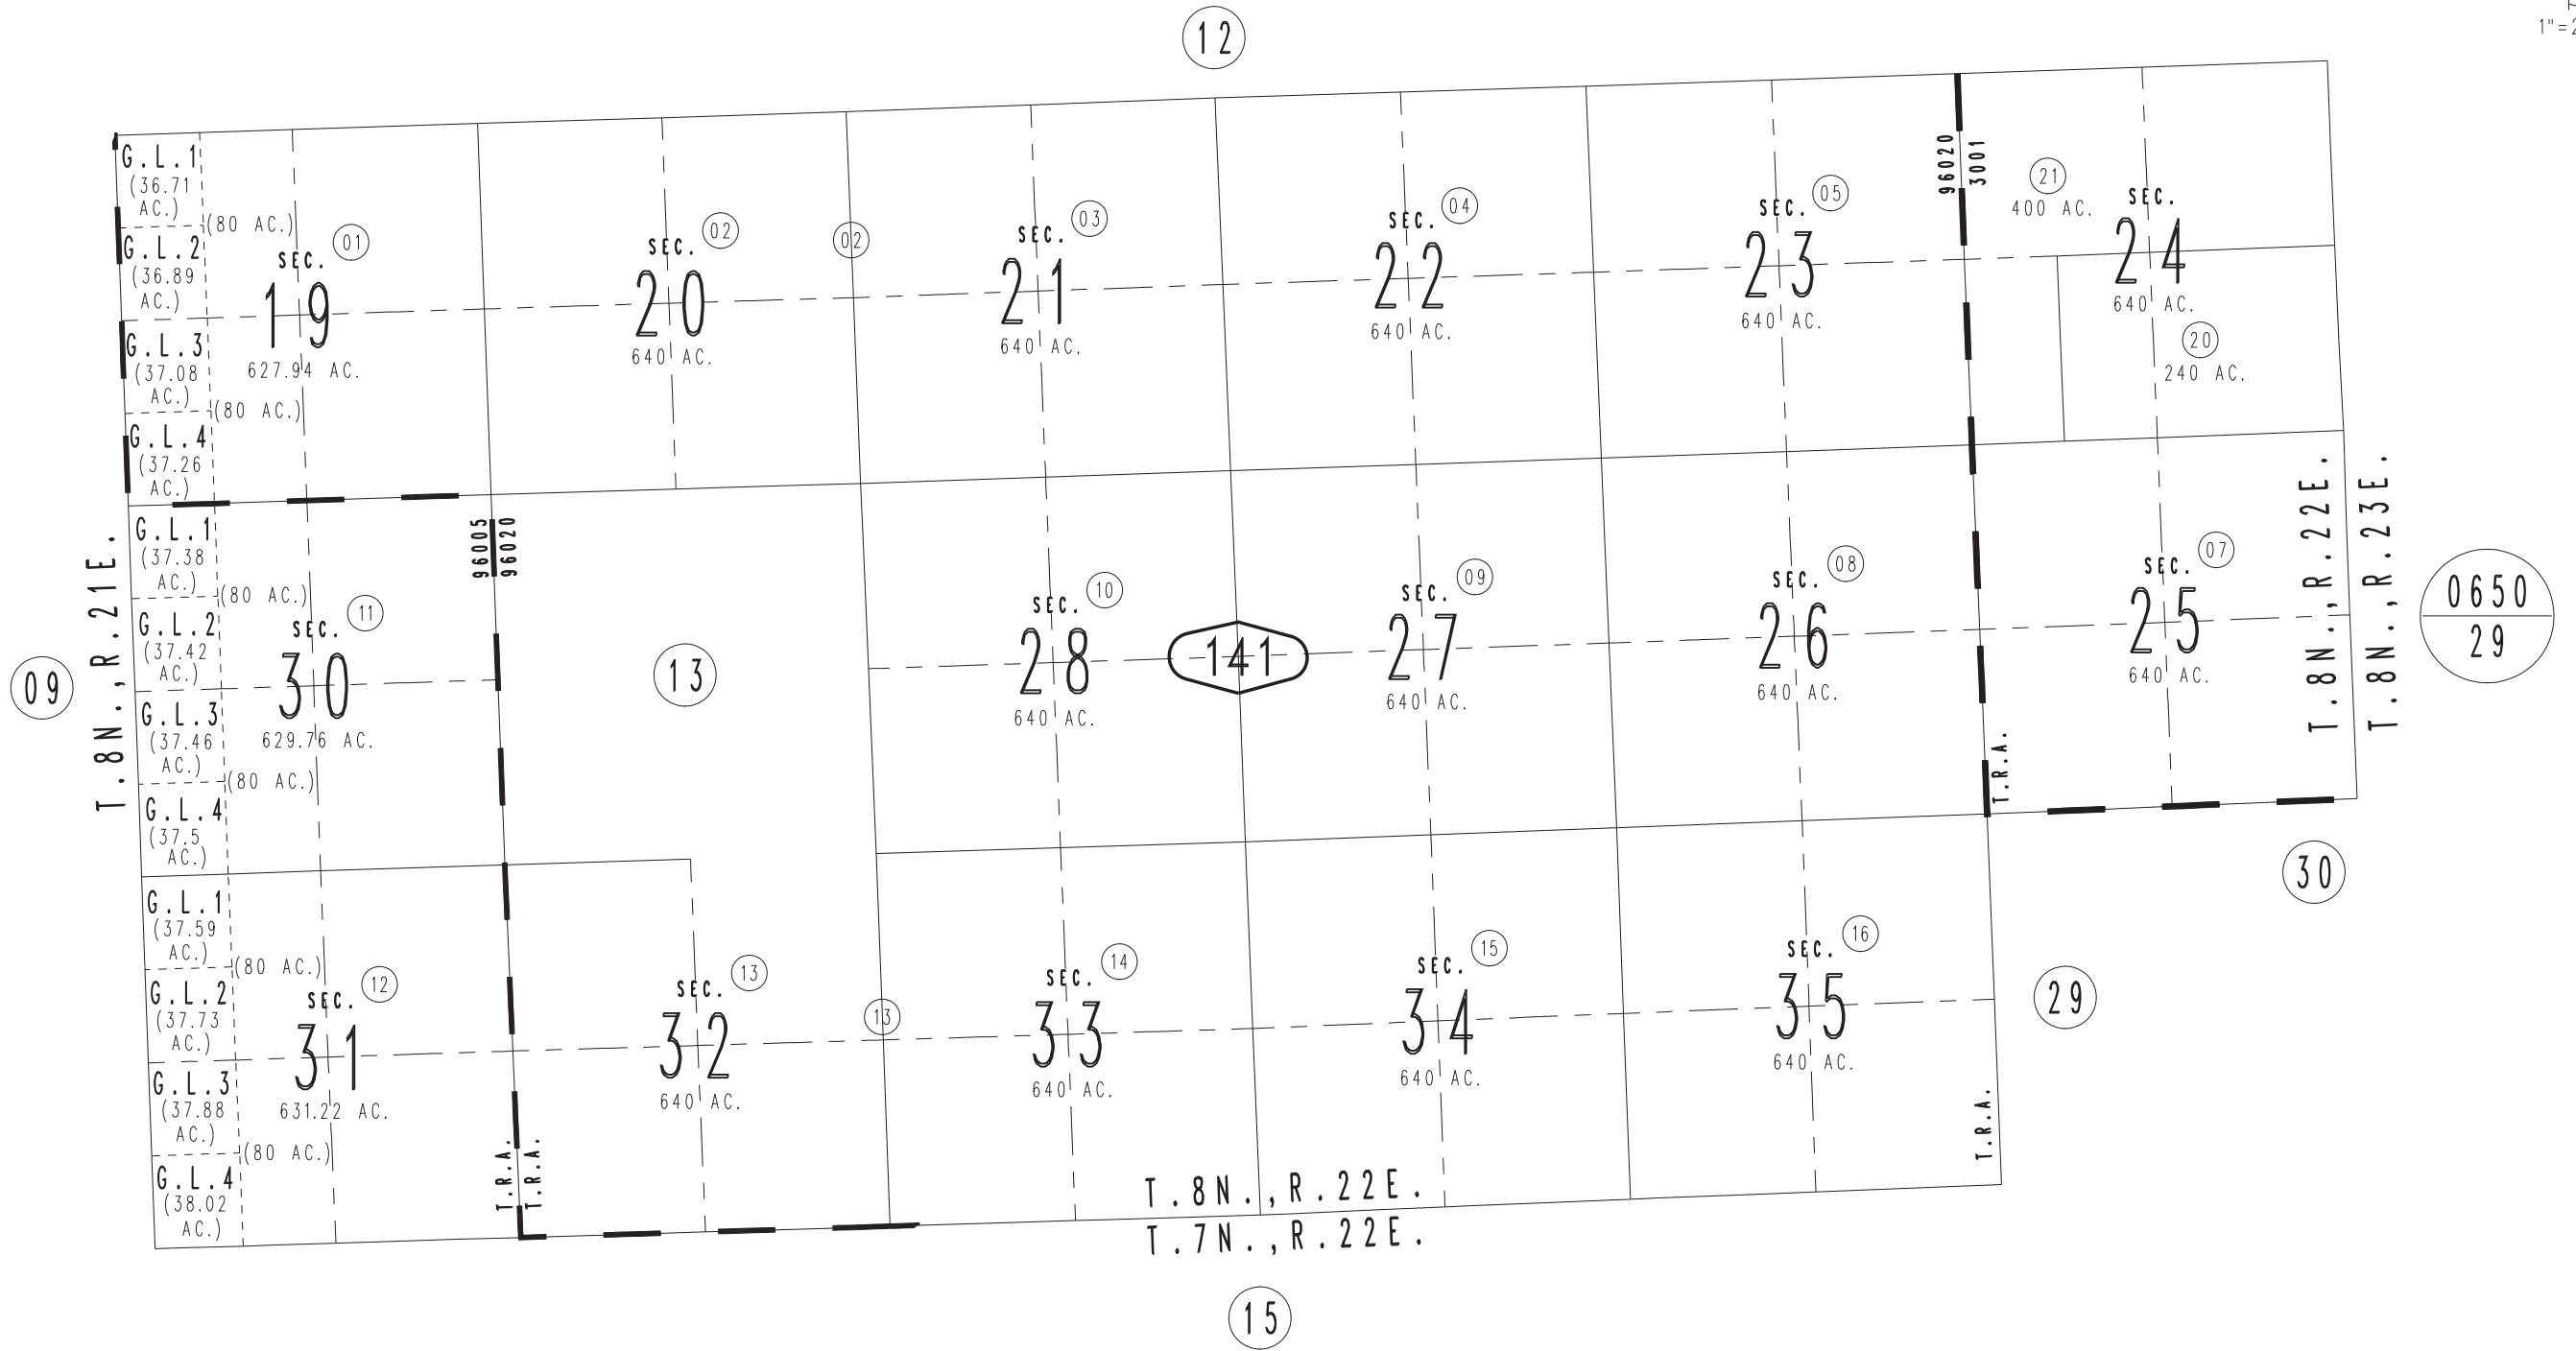 12
1"=2
G.L.1
(36.71
AC.)
(80 AC.)
G.L.2
(36.89
AC.)
SEC.
01
19
627.94 AC.
G.L.3
(37.08
AC.)
(80 AC.)
G.L.4
(37.26
AC.)
SEC.
02
20
640 AC.
02
SEC.
03
21
640 AC.
SEC.
04
22
640 AC.
SEC.
05
23
640 AC.
96020
3001
21
400 AC.
SEC.
24
640 AC.
20
240 AC.
T.8N.,R.21E.
09
G.L.1
(37.38
AC.)
(80 AC.)
G.L.2
(37.42
AC.)
SEC.
11
30
629.76 AC.
G.L.3
(37.46
AC.)
(80 AC.)
G.L.4
(37.5
AC.)
96005
96020
13
SEC.
10
28
640 AC.
141
SEC.
09
27
640 AC.
SEC.
08
26
640 AC.
T.R.A.
SEC.
07
25
640 AC.
T.8N.,R.22E.
T.8N.,R.23E.
0650
29
30
G.L.1
(37.59
AC.)
(80 AC.)
G.L.2
(37.73
AC.)
SEC.
12
31
631.22 AC.
G.L.3
(37.88
AC.)
(80 AC.)
G.L.4
(38.02
AC.)
T.R.A.
T.R.A.
SEC.
13
32
640 AC.
13
SEC.
14
33
640 AC.
SEC.
15
34
640 AC.
SEC.
16
35
640 AC.
T.R.A.
29
T.8N.,R.22E.
T.7N.,R.22E.
15